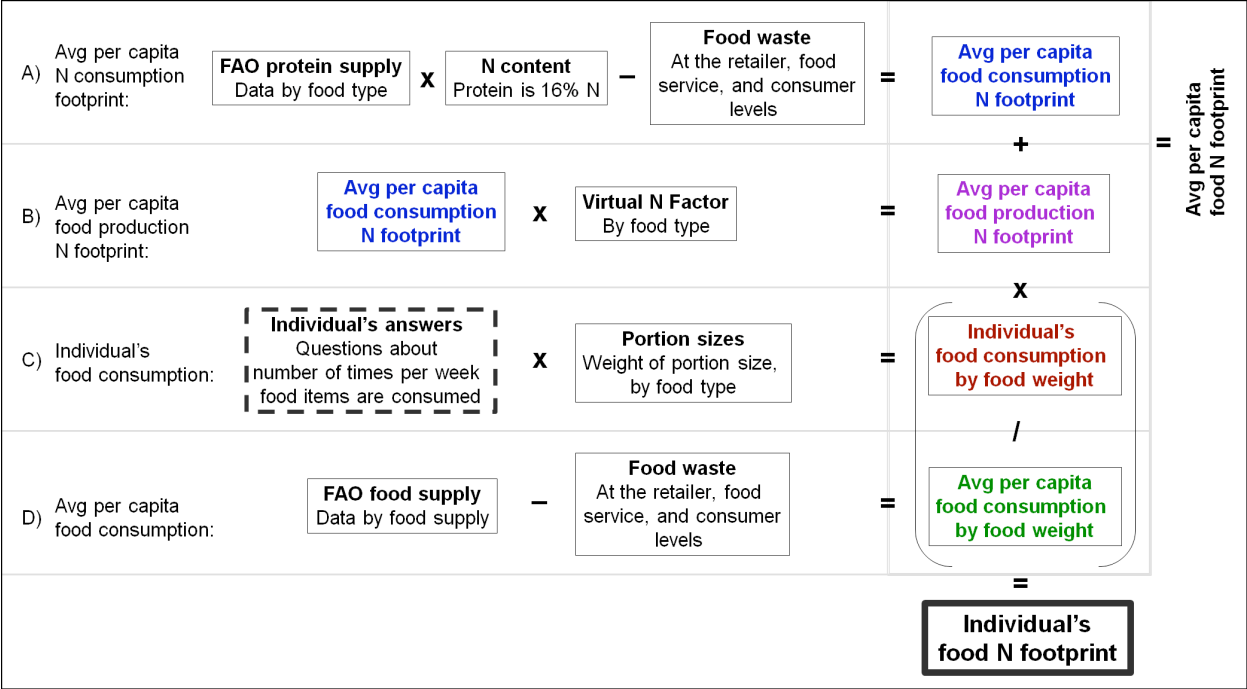 A)
Avg per capita
N consumption
footprint:
FAO protein supply
Data by food type
x
N content
Protein is 16% N
–
Food waste
At the retailer, food
service, and consumer
levels
=
Avg per capita
food consumption
N footprint
+
=
Avg per capita
food N footprint
B)
Avg per capita
food production
N footprint:
Avg per capita
food consumption
N footprint
x
Virtual N Factor
By food type
=
Avg per capita
food production
N footprint
x
C)
Individual's
food consumption:
Individual's answers
Questions about
number of times per week
food items are consumed
x
Portion sizes
Weight of portion size,
by food type
=
Individual's
food consumption
by food weight
/
D)
Avg per capita
food consumption:
FAO food supply
Data by food supply
–
Food waste
At the retailer, food
service, and consumer
levels
=
Avg per capita
food consumption
by food weight
=
Individual's
food N footprint